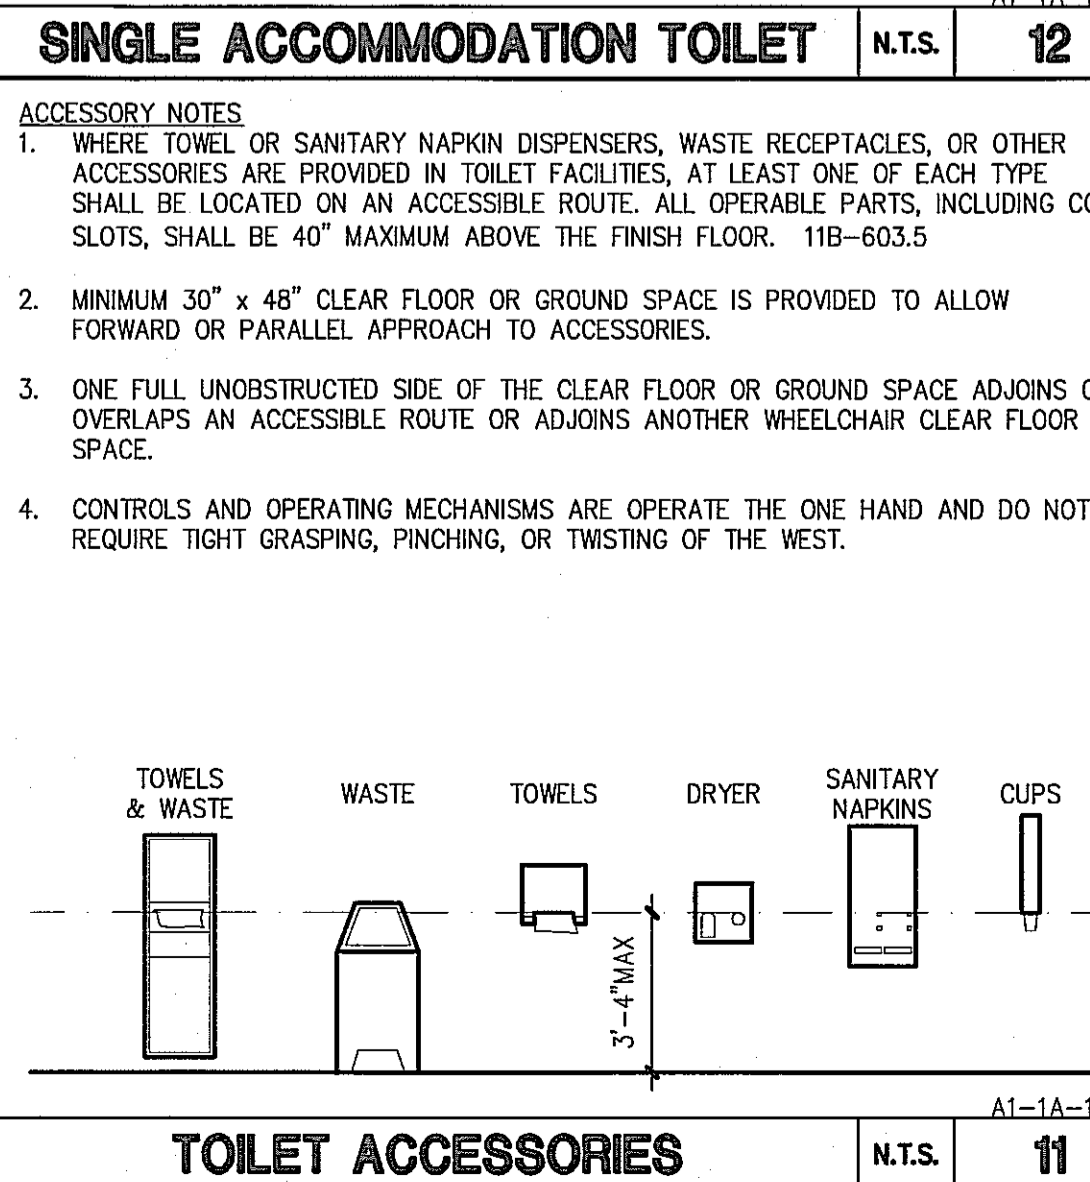 SINGLE ACCOMMODATION TOILET N.T.S. 12
ACCESSORY NOTES
1. WHERE TOWEL OR SANITARY NAPKIN DISPENSERS, WASTE RECEPTACLES, OR OTHER
ACCESSORIES ARE PROVIDED IN TOILET FACILITIES, AT LEAST ONE OF EACH TYPE
SHALL BE LOCATED ON AN ACCESSIBLE ROUTE. ALL OPERABLE PARTS, INCLUDING
SLOTS, SHALL BE 40" MAXIMUM ABOVE THE FINISH FLOOR. 11B-603.5
2. MINIMUM 30" x 48" CLEAR FLOOR OR GROUND SPACE IS PROVIDED TO ALLOW
FORWARD OR PARALLEL APPROACH TO ACCESSORIES.
3. ONE FULL UNOBSTRUCTED SIDE OF THE CLEAR FLOOR OR GROUND SPACE ADJOINS
OVERLAPS AN ACCESSIBLE ROUTE OR ADJOINS ANOTHER WHEELCHAIR CLEAR FLOOR
SPACE.
4. CONTROLS AND OPERATING MECHANISMS ARE OPERATE THE ONE HAND AND DO NOT
REQUIRE TIGHT GRASPING, PINCHING, OR TWISTING OF THE WEST.
TOWELS
& WASTE
WASTE
TOWELS
DRYER
SANITARY
NAPKINS
CUPS
3'-4"MAX
A1-1A-1
TOILET ACCESSORIES N.T.S. 11